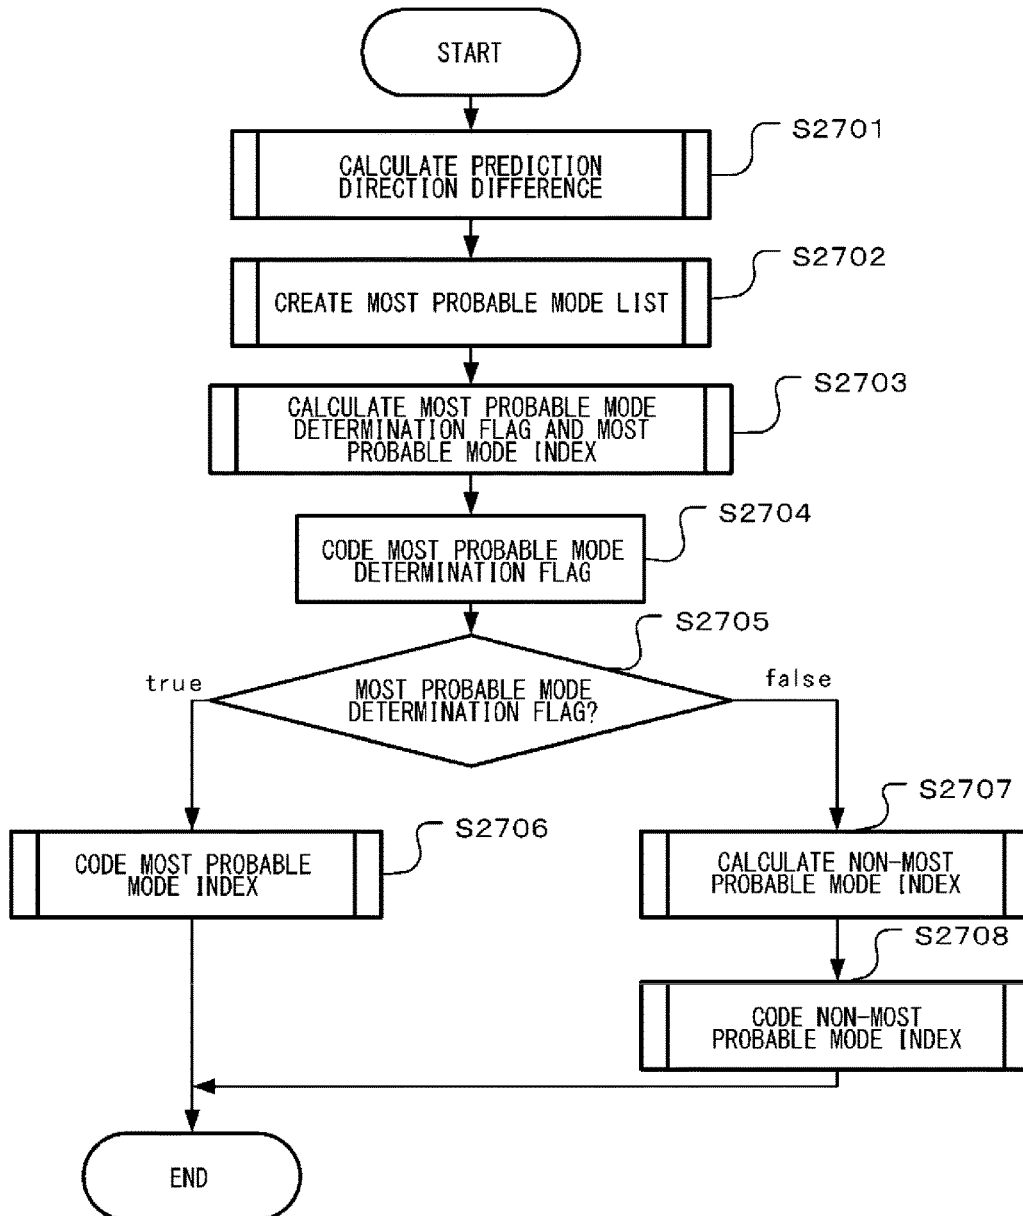 START
S2701
CALCULATE PREDICTION
DIRECTION DIFFERENCE
S2702
CREATE MOST PROBABLE MODE LIST
S2703
CALCULATE MOST PROBABLE MODE
DETERMINATION FLAG AND MOST
PROBABLE MODE INDEX
S2704
CODE MOST PROBABLE MODE
DETERMINATION FLAG
S2705
true
false
MOST PROBABLE MODE
DETERMINATION FLAG?
S2706
CODE MOST PROBABLE
MODE INDEX
S2707
CALCULATE NON-MOST
PROBABLE MODE INDEX
S2708
CODE NON-MOST
PROBABLE MODE INDEX
END